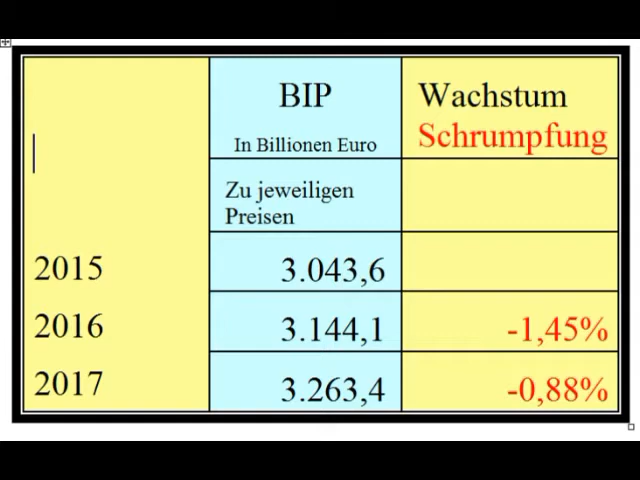 BIP
In Billionen Euro
Wachstum
Schrumpfung
Zu jeweiligen
Preisen
2015 3.043,6
2016 3.144,1 -1,45%
2017 3.263,4 -0,88%